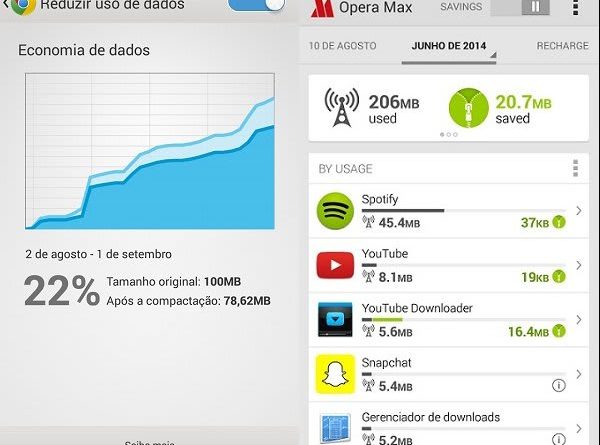 Reduzir uso de dados
Economia de dados
2 de agosto - 1 de setembro
22%
Tamanho original: 100MB
Após a compactação: 78,62MB
Saiba mais
Opera Max
SAVINGS
10 DE AGOSTO
JUNHO DE 2014
RECHARGE
206MB
used
20.7MB
saved
BY USAGE
Spotify
45.4MB
37KB
YouTube
8.1MB
19KB
YouTube Downloader
5.6MB
16.4MB
Snapchat
5.4MB
Gerenciador de downloads
5.2MB